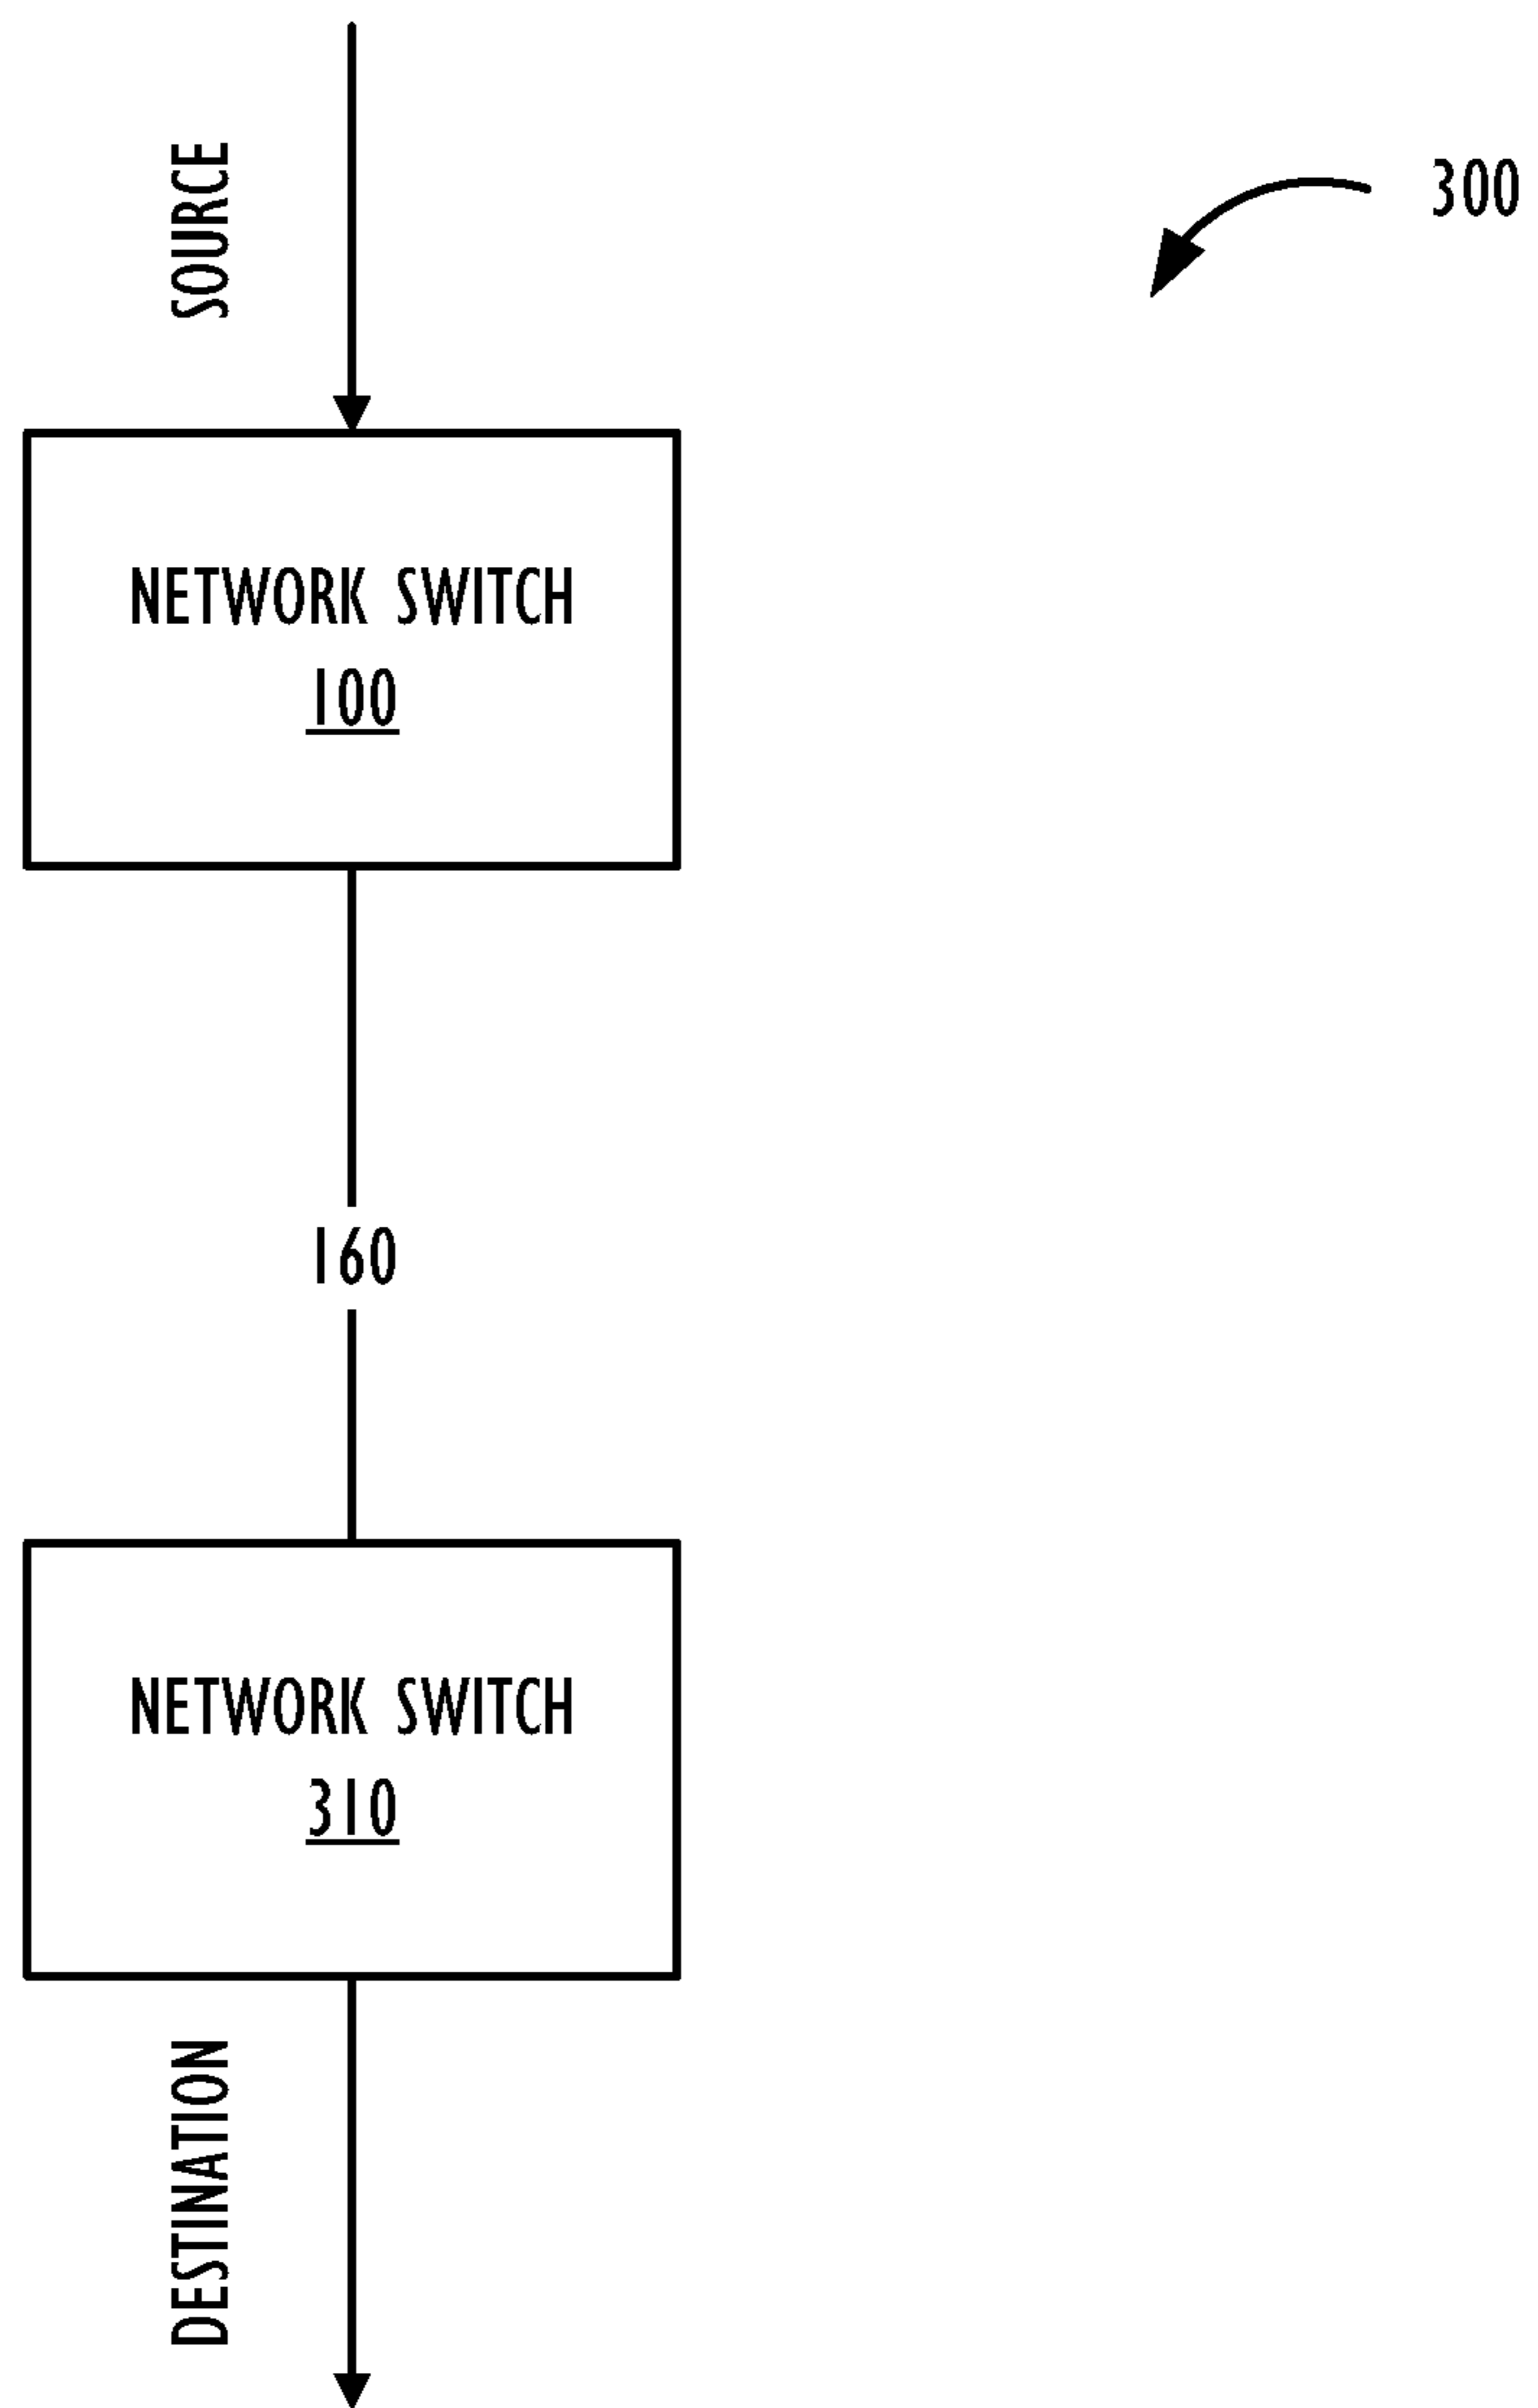 SOURCE
300
NETWORK SWITCH
100
160
NETWORK SWITCH
310
DESTINATION